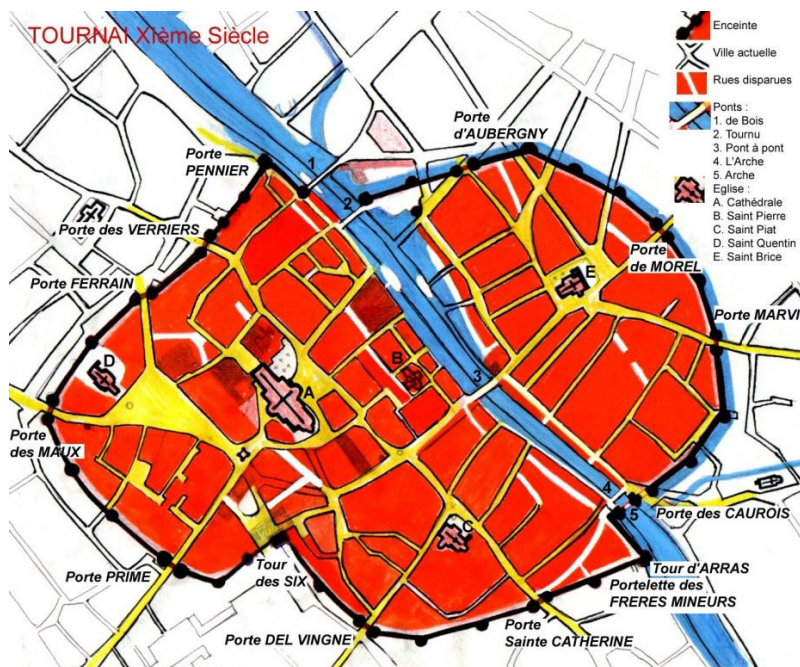 TOURNAI XIème Siècle
Enceinte
Ville actuelle
Rues disparues
Ponts :
1. de Bois
2. Tournu
3. Pont à pont
4. L'Arche
5. Arche
Eglise :
A. Cathédrale
B. Saint Pierre
C. Saint Piat
D. Saint Quentin
E. Saint Brice
Porte
d'AUBERGNY
Porte
PENNIER
1
2
Porte des VERRIERS
Porte
de MOREL
E
Porte FERRAIN
Porte MARVI
D
B
3
A
Porte
des MAUX
4
5
Porte des CAUROIS
C
Porte PRIME
Tour
des SIX
Tour d'ARRAS
Portelette des
FRERES MINEURS
Porte DEL VINGNE
Porte
Sainte CATHERINE